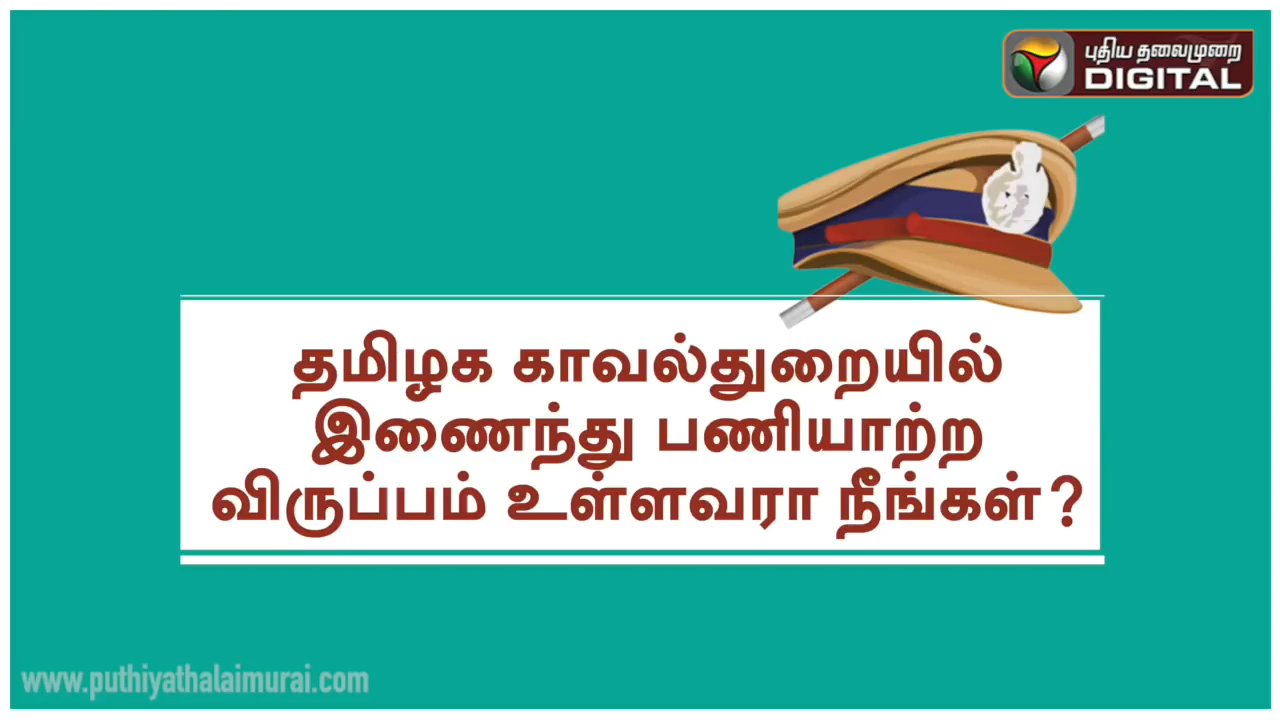 புதிய தலைமுறை
DIGITAL
தமிழக காவல்துறையில்
இணைந்து பணியாற்ற
விருப்பம் உள்ளவரா நீங்கள்?
www.puthiyathalaimurai.com